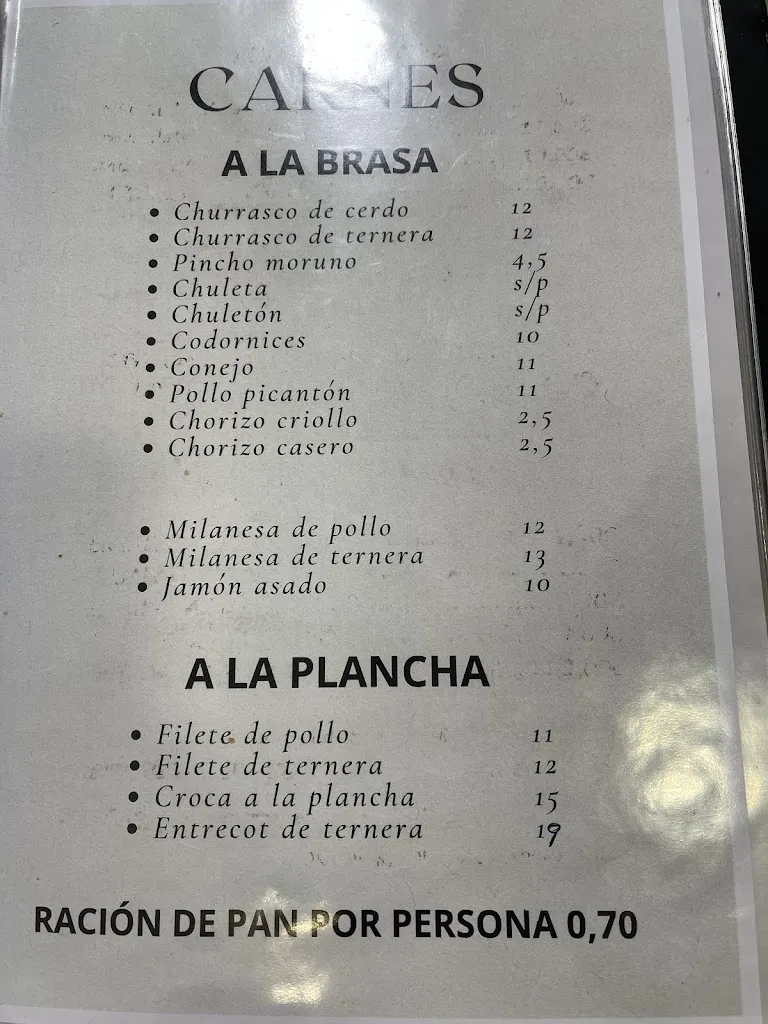 CARNES
A LA BRASA
• Churrasco de cerdo 12
• Churrasco de ternera 12
• Pincho moruno 4,5
• Chuleta s/p
• Chuletón s/p
• Codornices 10
• Conejo 11
• Pollo picantón 11
• Chorizo criollo 2,5
• Chorizo casero 2,5
• Milanesa de pollo 12
• Milanesa de ternera 13
• Jamón asado 10
A LA PLANCHA
• Filete de pollo 11
• Filete de ternera 12
• Croca a la plancha 15
• Entrecot de ternera 19
RACIÓN DE PAN POR PERSONA 0,70